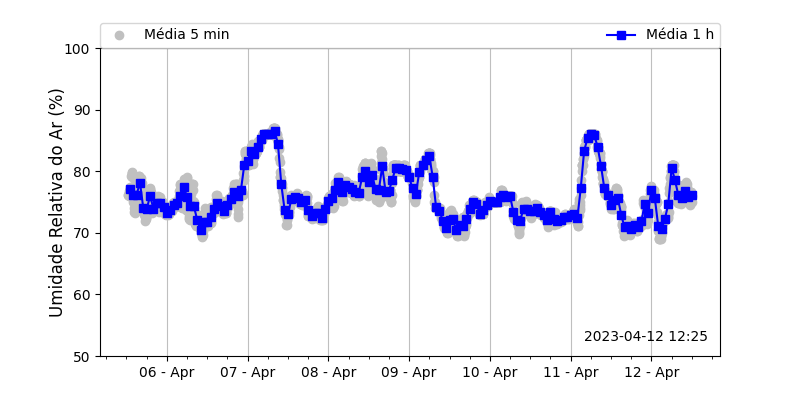 Média 5 min
Média 1 h
Umidade Relativa do Ar (%)
100
90
80
70
60
50
2023-04-12 12:25
06 - Apr
07 - Apr
08 - Apr
09 - Apr
10 - Apr
11 - Apr
12 - Apr